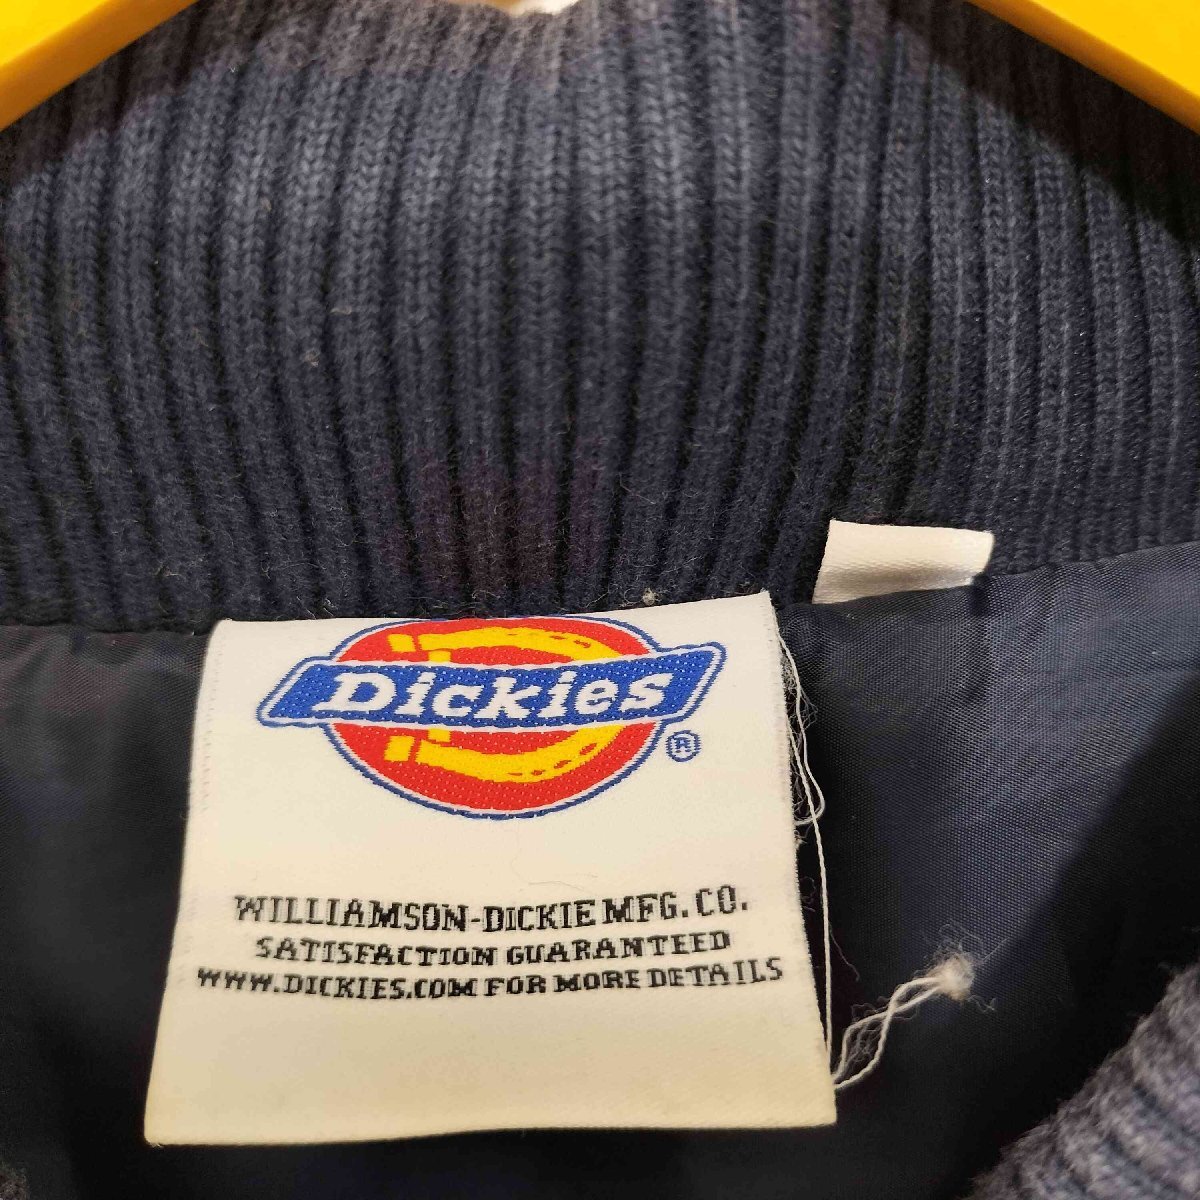 Dickies
®
WILLIAMSON-DICKIE MFG. CO.
SATISFACTION GUARANTEED
WWW.DICKIES.COM FOR MORE DETAILS